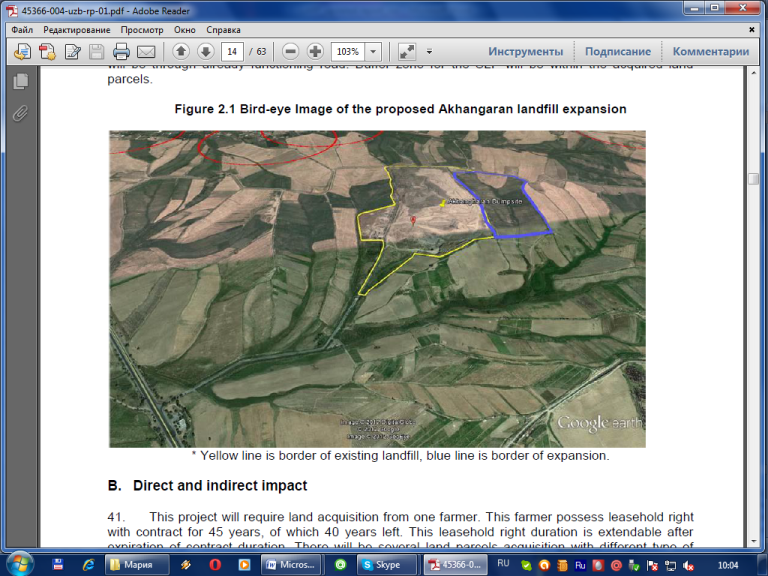 45366-004-uzb-rp-01.pdf - Adobe Reader
Файл Редактирование Просмотр Окно Справка
14 / 63 103% Инструменты Подписание Комментарии
will be through already functioning road. Buffer zone for the SLF will be within the acquired land
parcels.
Figure 2.1 Bird-eye Image of the proposed Akhangaran landfill expansion
Akhangaran Dumpsite
Google earth
* Yellow line is border of existing landfill, blue line is border of expansion.
B. Direct and indirect impact
41. This project will require land acquisition from one farmer. This farmer possess leasehold right
with contract for 45 years, of which 40 years left. This leasehold right duration is extendable after
expiration of contract duration. There will be several land parcels acquisition with different type of
Мария Micros... Skype 45366-0... RU Ru 10:04